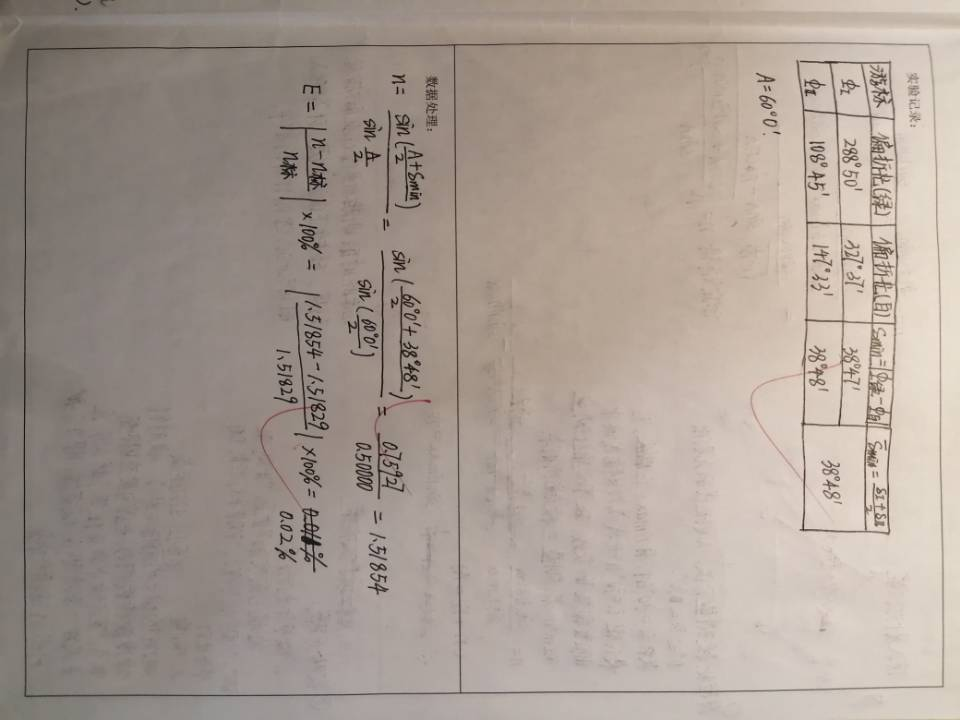 实验记录:
游标 偏折光(绿) 偏折光(白) δmin=|Φ绿-Φ白| δ̄min=(δⅠ+δⅡ)/2
ΦⅠ 288°50' 327°37' 38°47' 38°48'
ΦⅡ 108°45' 147°33' 38°48'
A=60°0'.
数据处理:
n= sin((A+δmin)/2) / sin(A/2) = sin((60°0'+38°48')/2) / sin(60°0'/2) = 0.75927/0.50000 = 1.51854
E= |(n-n标)/n标| ×100% = |(1.51854-1.51829)/1.51829| ×100% = 0.02%